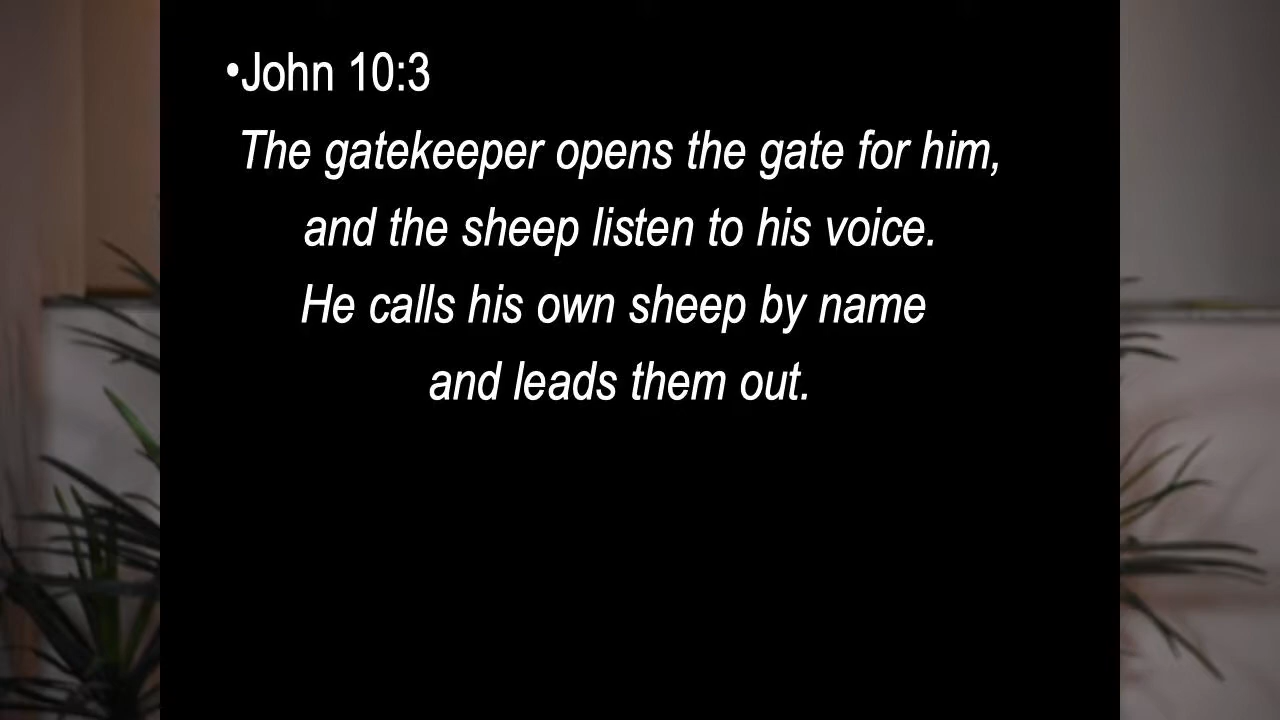 •John 10:3
The gatekeeper opens the gate for him,
and the sheep listen to his voice.
He calls his own sheep by name
and leads them out.